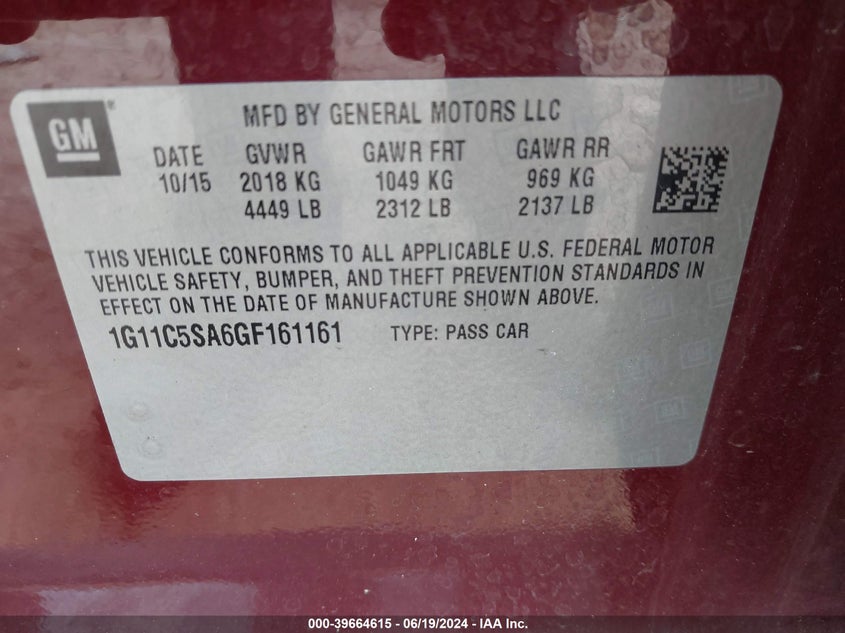 GM
MFD BY GENERAL MOTORS LLC
DATE GVWR GAWR FRT GAWR RR
10/15 2018 KG 1049 KG 969 KG
4449 LB 2312 LB 2137 LB
THIS VEHICLE CONFORMS TO ALL APPLICABLE U.S. FEDERAL MOTOR
VEHICLE SAFETY, BUMPER, AND THEFT PREVENTION STANDARDS IN
EFFECT ON THE DATE OF MANUFACTURE SHOWN ABOVE.
1G11C5SA6GF161161 TYPE: PASS CAR
000-39664615 - 06/19/2024 - IAA Inc.